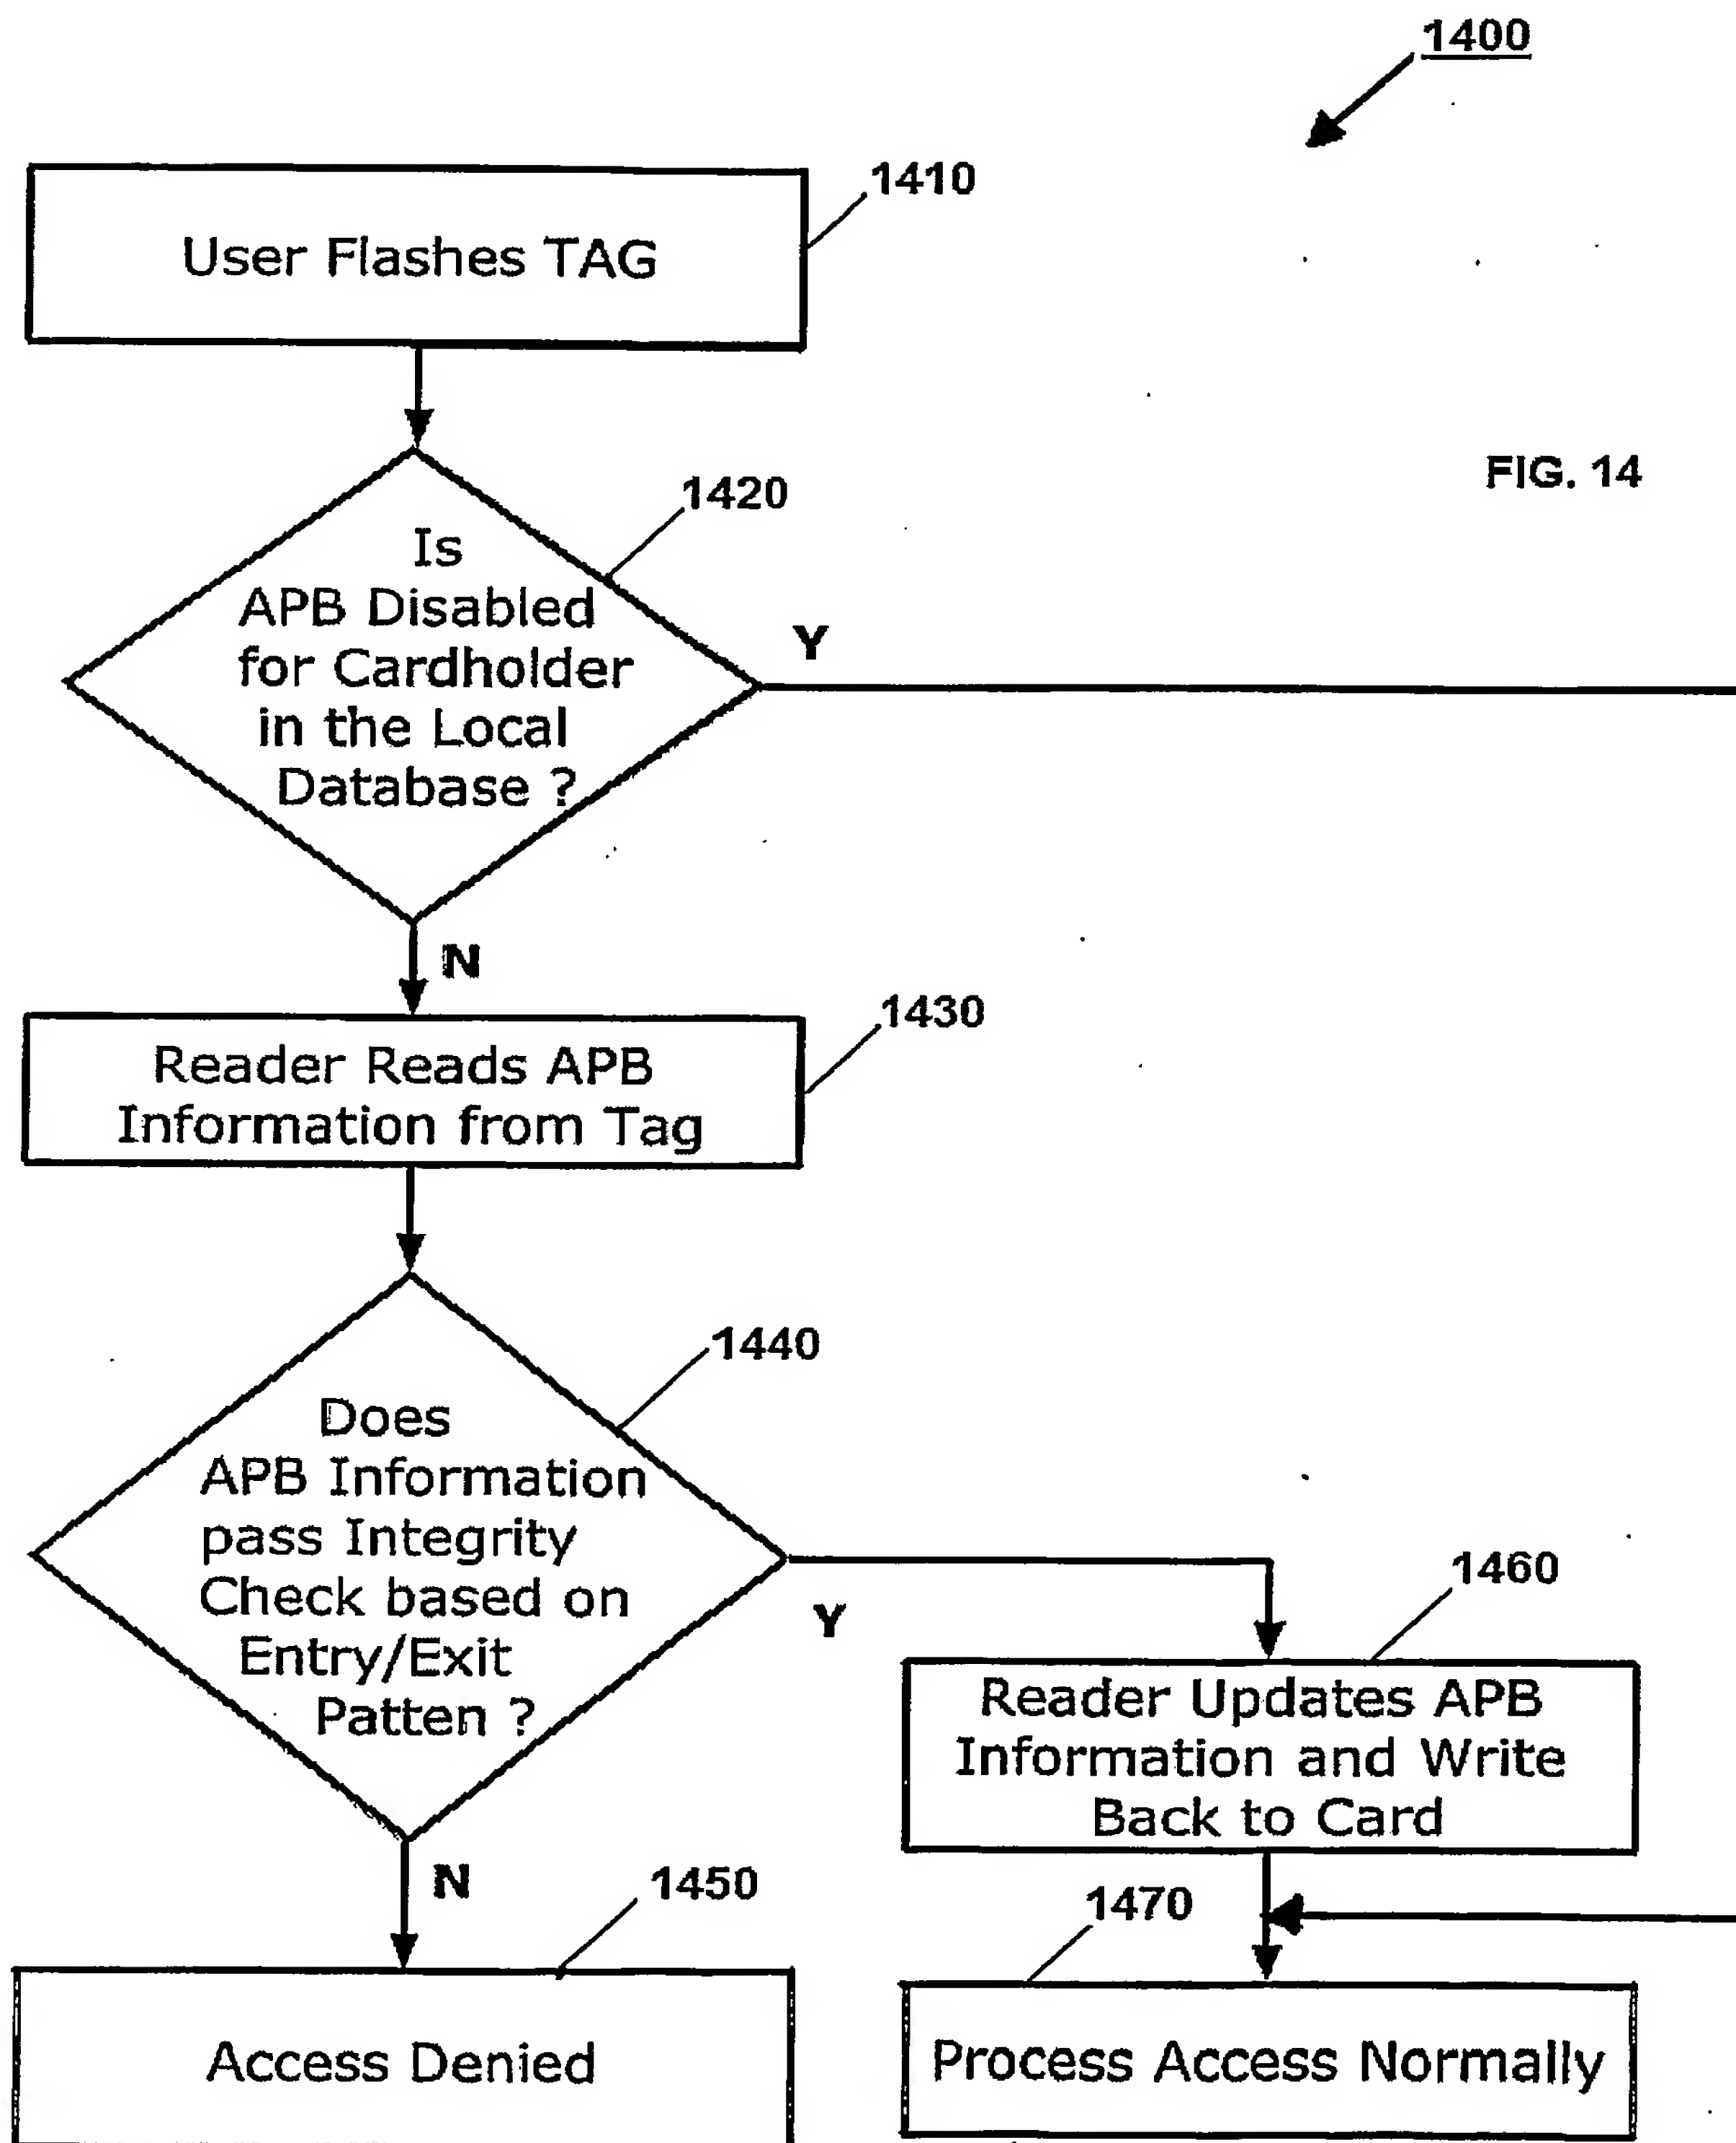 1400
1410
User Flashes TAG
FIG. 14
1420
Is
APB Disabled
for Cardholder
in the Local
Database ?
Y
N
1430
Reader Reads APB
Information from Tag
1440
Does
APB Information
pass Integrity
Check based on
Entry/Exit
Patten ?
Y
1460
Reader Updates APB
Information and Write
Back to Card
N
1450
1470
Access Denied
Process Access Normally